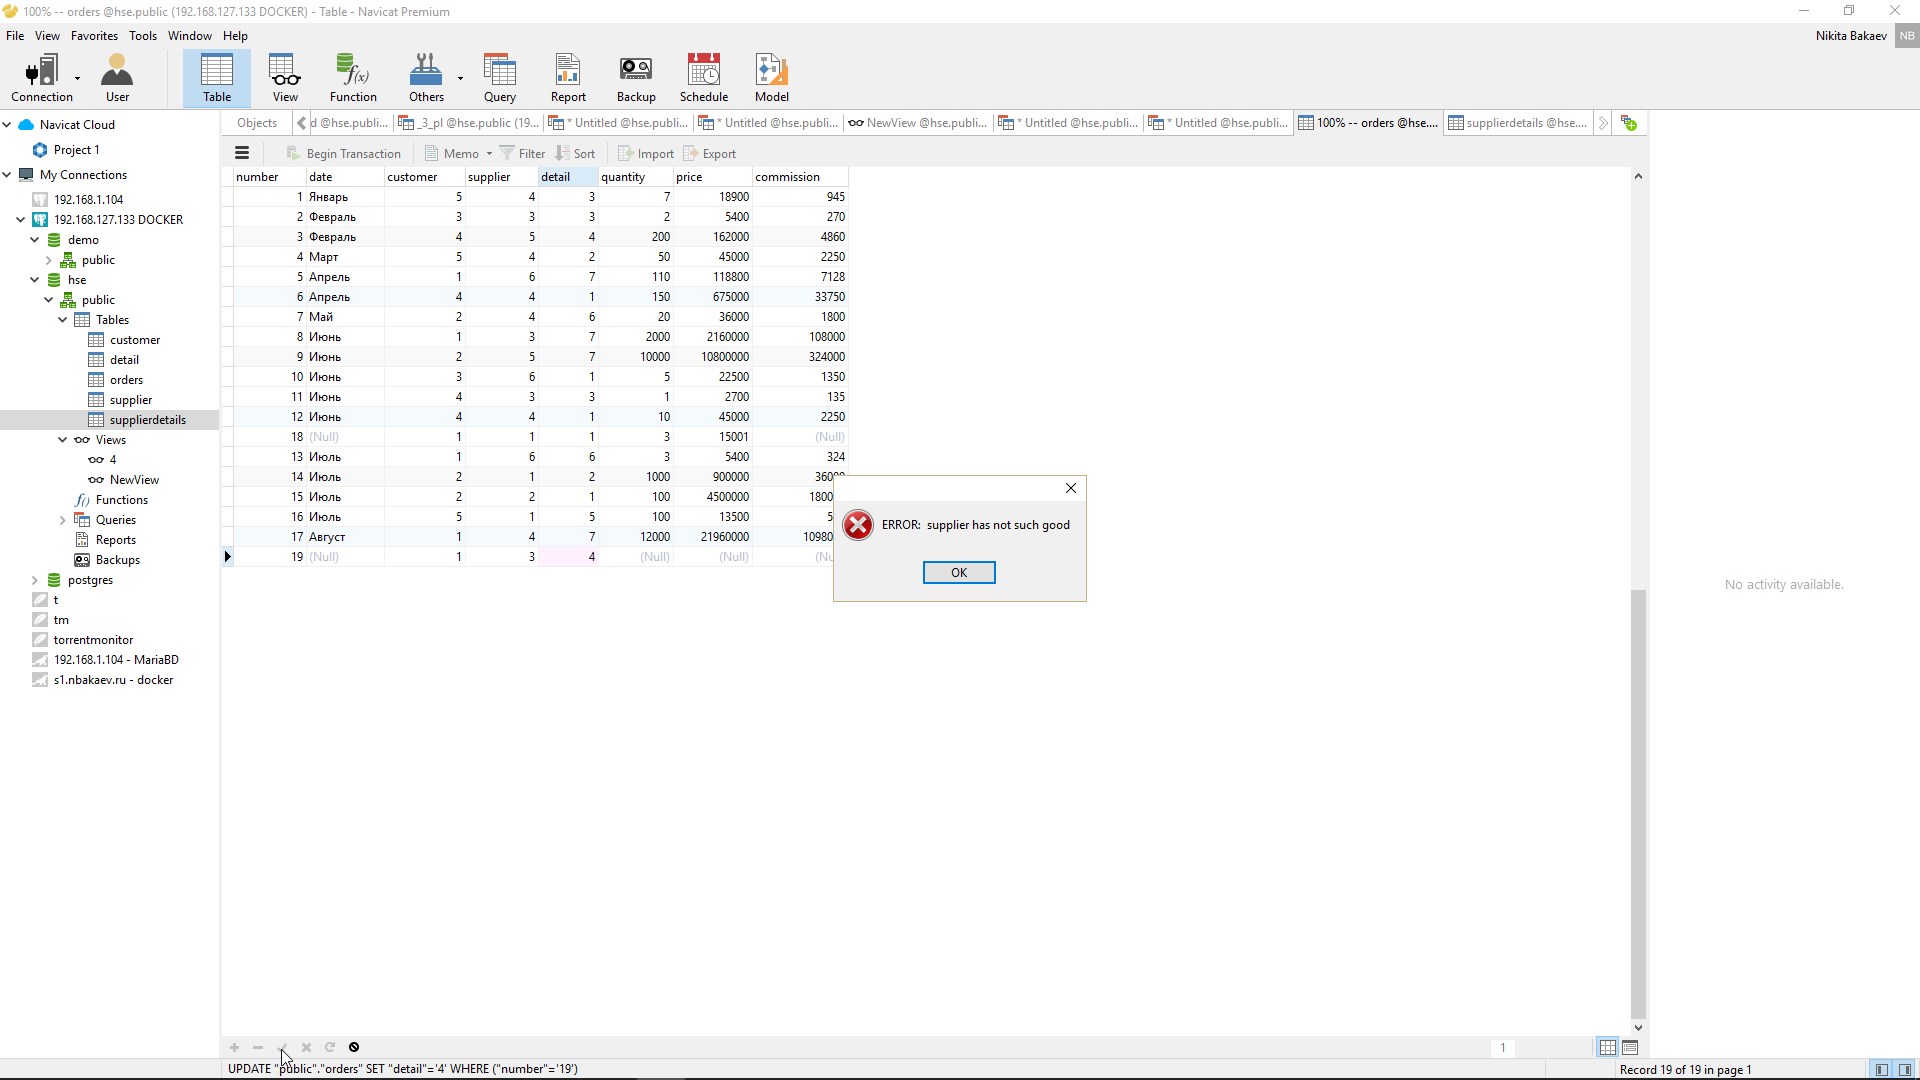 100% -- orders @hse.public (192.168.127.133 DOCKER) - Table - Navicat Premium
File View Favorites Tools Window Help
Nikita Bakaev NB
Connection User Table View Function Others Query Report Backup Schedule Model
Navicat Cloud
Project 1
My Connections
192.168.1.104
192.168.127.133 DOCKER
demo
public
hse
public
Tables
customer
detail
orders
supplier
supplierdetails
Views
4
NewView
Functions
Queries
Reports
Backups
postgres
t
tm
torrentmonitor
192.168.1.104 - MariaBD
s1.nbakaev.ru - docker
Objects d @hse.publi... _3_pl @hse.public (19... * Untitled @hse.publi... * Untitled @hse.publi... NewView @hse.publi... * Untitled @hse.publi... * Untitled @hse.publi... 100% -- orders @hse.... supplierdetails @hse....
Begin Transaction Memo Filter Sort Import Export
number date customer supplier detail quantity price commission
1 Январь 5 4 3 7 18900 945
2 Февраль 3 3 3 2 5400 270
3 Февраль 4 5 4 200 162000 4860
4 Март 5 4 2 50 45000 2250
5 Апрель 1 6 7 110 118800 7128
6 Апрель 4 4 1 150 675000 33750
7 Май 2 4 6 20 36000 1800
8 Июнь 1 3 7 2000 2160000 108000
9 Июнь 2 5 7 10000 10800000 324000
10 Июнь 3 6 1 5 22500 1350
11 Июнь 4 3 3 1 2700 135
12 Июнь 4 4 1 10 45000 2250
18 (Null) 1 1 1 3 15001 (Null)
13 Июль 1 6 6 3 5400 324
14 Июль 2 1 2 1000 900000
15 Июль 2 2 1 100 4500000
16 Июль 5 1 5 100 13500
17 Август 1 4 7 12000 21960000
19 (Null) 1 3 4 (Null) (Null)
ERROR: supplier has not such good
OK
No activity available.
1
UPDATE "public"."orders" SET "detail"='4' WHERE ("number"='19')
Record 19 of 19 in page 1